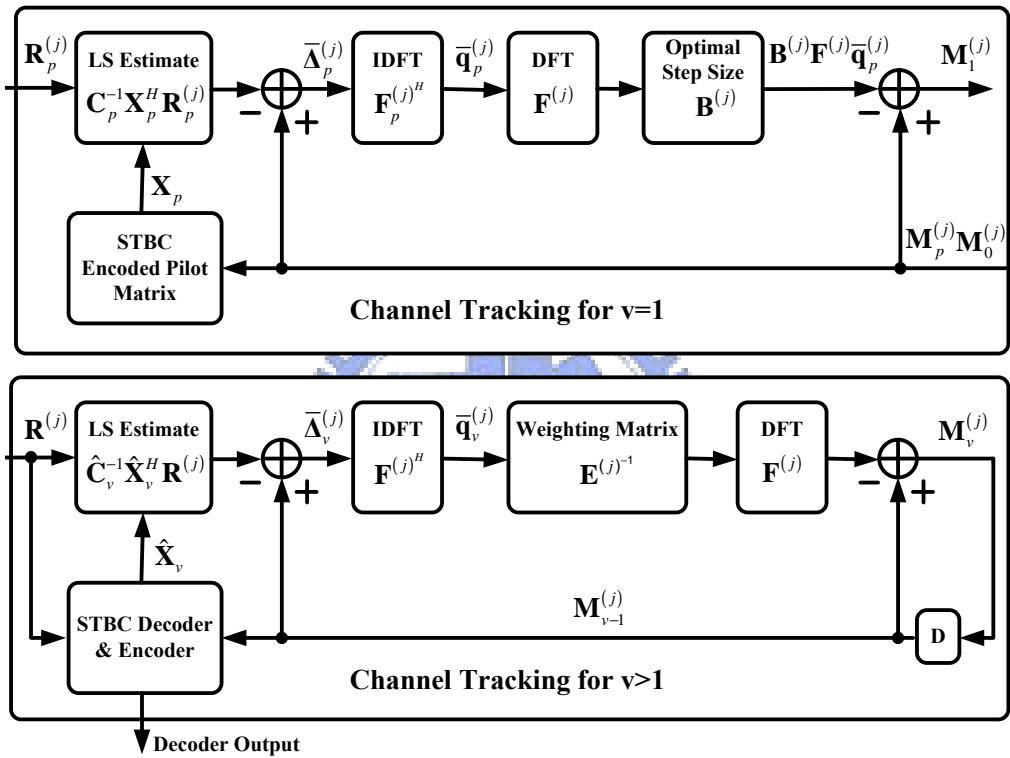 R_p^{(j)}
LS Estimate
C_p^{-1} X_p^H R_p^{(j)}
−
+
Δ̄_p^{(j)}
IDFT
F_p^{(j)^H}
q̄_p^{(j)}
DFT
F^{(j)}
Optimal
Step Size
B^{(j)}
B^{(j)} F^{(j)} q̄_p^{(j)}
−
+
M_1^{(j)}
X_p
STBC
Encoded Pilot
Matrix
M_p^{(j)} M_0^{(j)}
Channel Tracking for v=1
R^{(j)}
LS Estimate
Ĉ_v^{-1} X̂_v^H R^{(j)}
−
+
Δ̄_v^{(j)}
IDFT
F^{(j)^H}
q̄_v^{(j)}
Weighting Matrix
E^{(j)^{-1}}
DFT
F^{(j)}
−
+
M_v^{(j)}
X̂_v
STBC Decoder
& Encoder
M_{v-1}^{(j)}
D
Channel Tracking for v>1
Decoder Output